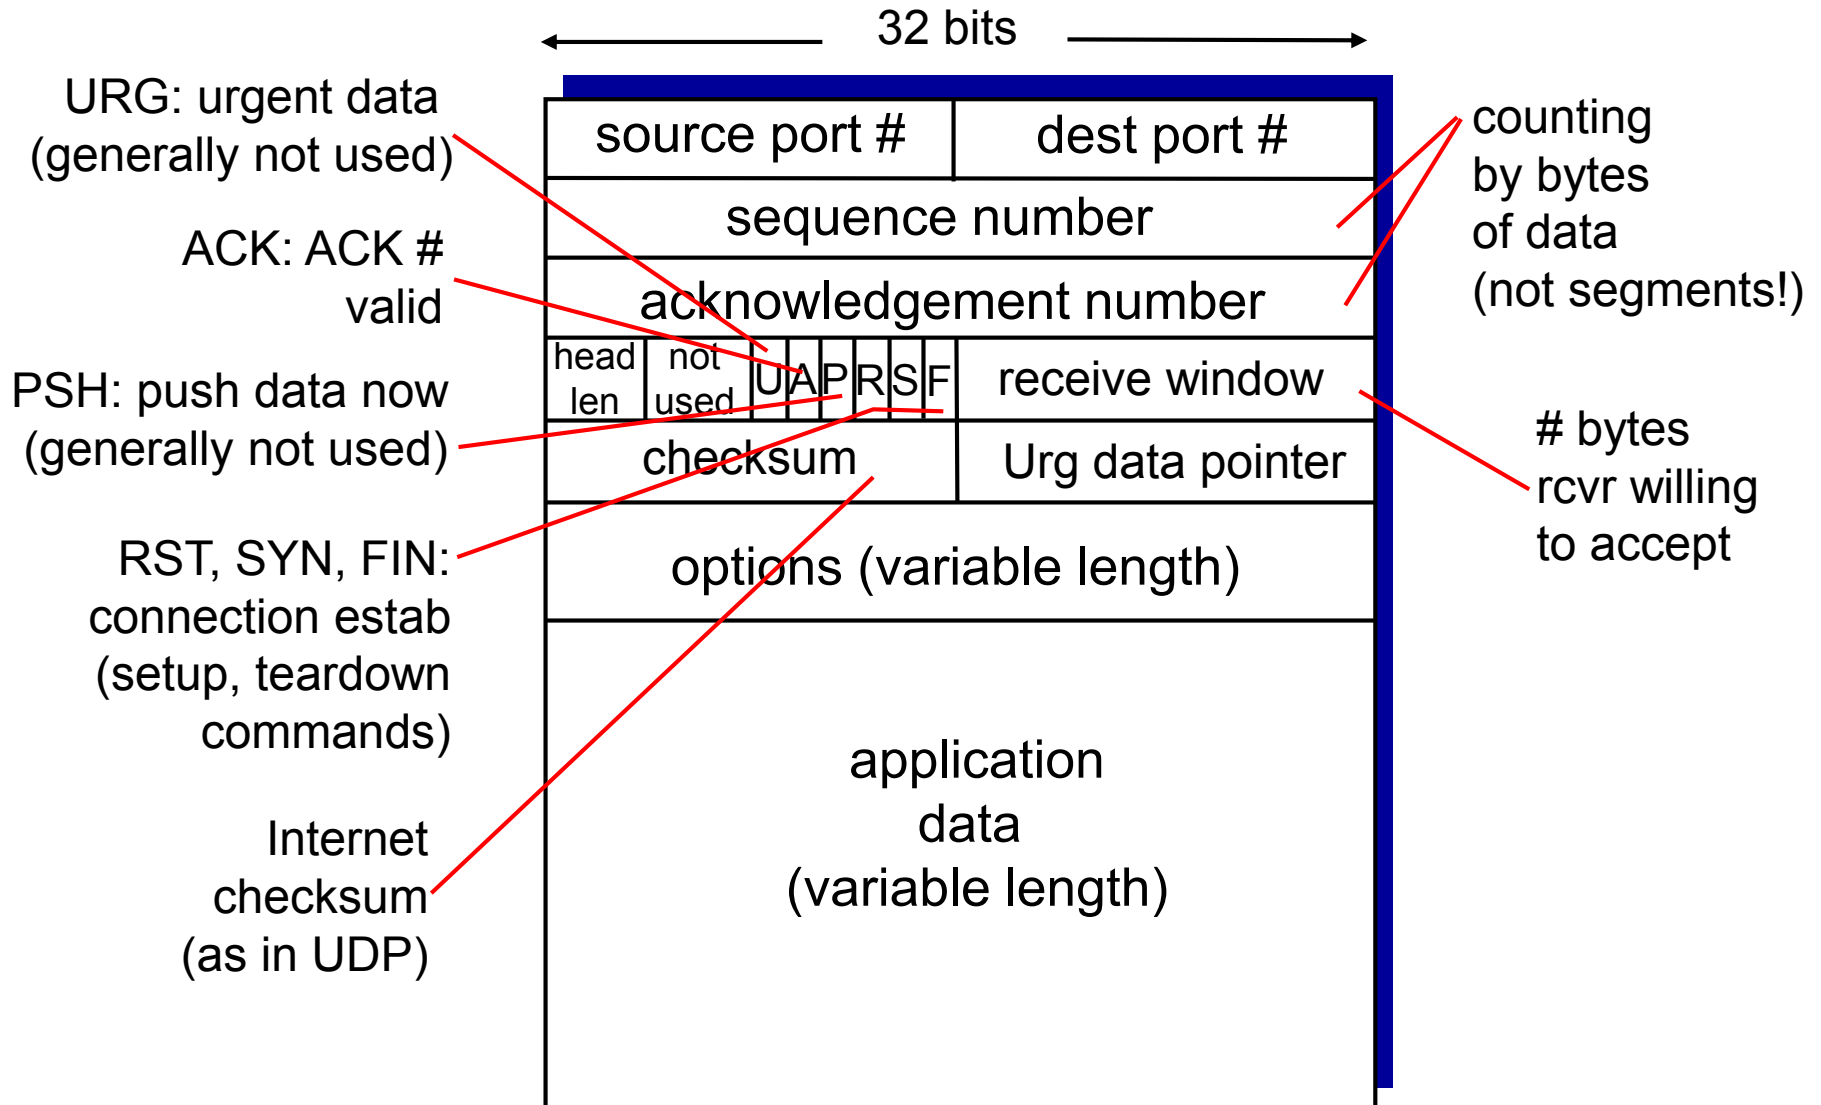 32 bits
URG: urgent data
(generally not used)
ACK: ACK #
valid
PSH: push data now
(generally not used)
RST, SYN, FIN:
connection estab
(setup, teardown
commands)
Internet
checksum
(as in UDP)
source port #
dest port #
sequence number
acknowledgement number
head
len
not
used
U
A
P
R
S
F
receive window
checksum
Urg data pointer
options (variable length)
application
data
(variable length)
counting
by bytes
of data
(not segments!)
# bytes
rcvr willing
to accept